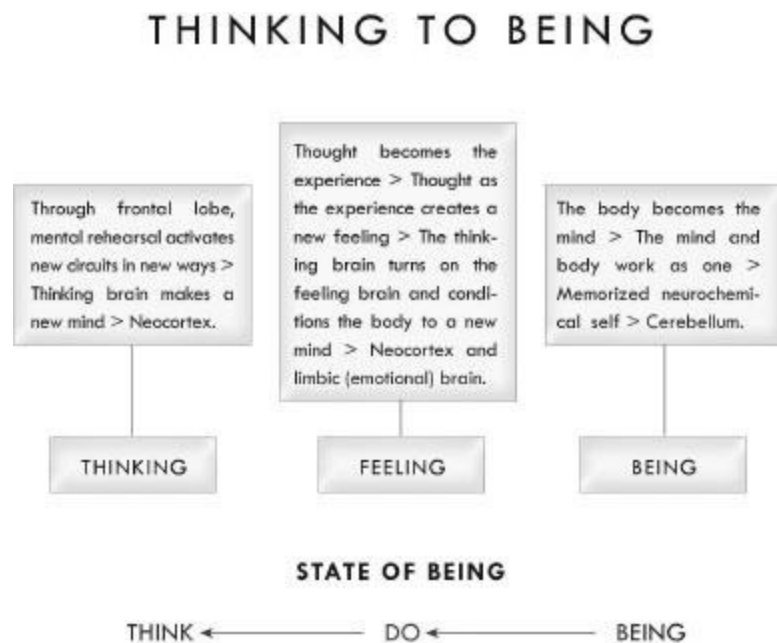 THINKING TO BEING
Through frontal lobe,
mental rehearsal activates
new circuits in new ways >
Thinking brain makes a
new mind > Neocortex.
Thought becomes the
experience > Thought as
the experience creates a
new feeling > The think-
ing brain turns on the
feeling brain and condi-
tions the body to a new
mind > Neocortex and
limbic (emotional) brain.
The body becomes the
mind > The mind and
body work as one >
Memorized neurochemi-
cal self > Cerebellum.
THINKING
FEELING
BEING
STATE OF BEING
THINK DO BEING